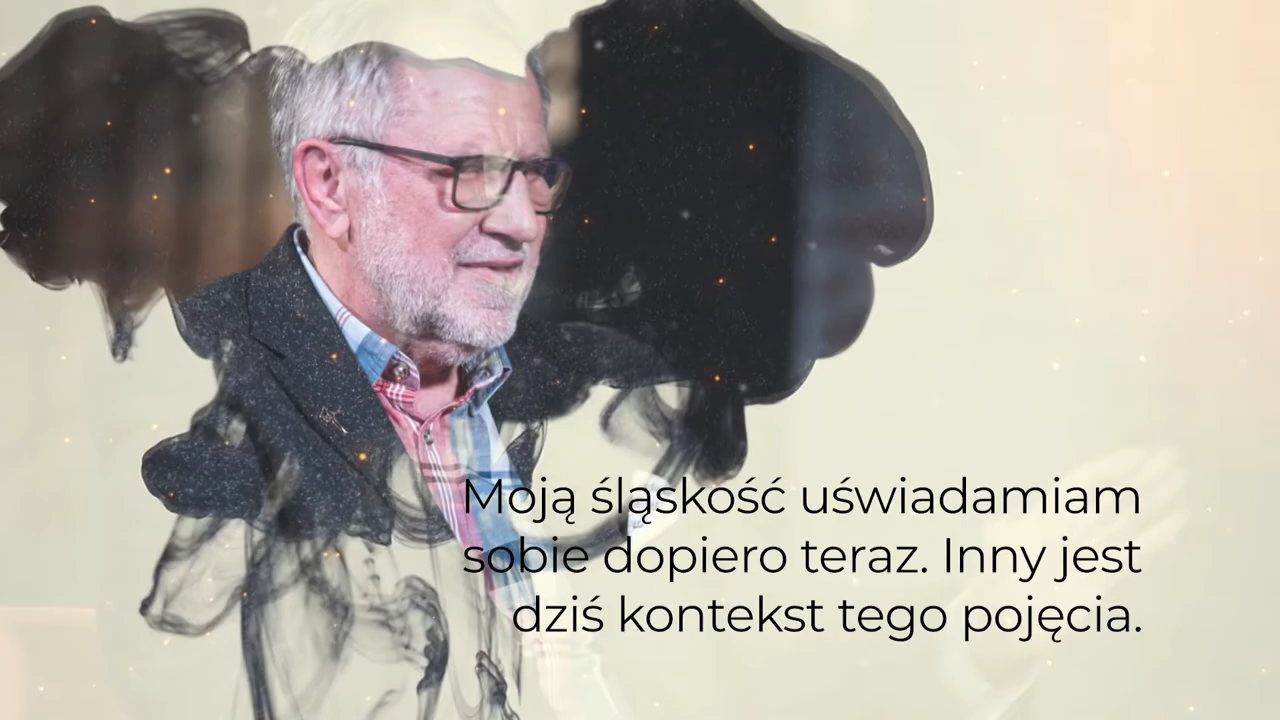 Moją śląskość uświadamiam
sobie dopiero teraz. Inny jest
dziś kontekst tego pojęcia.